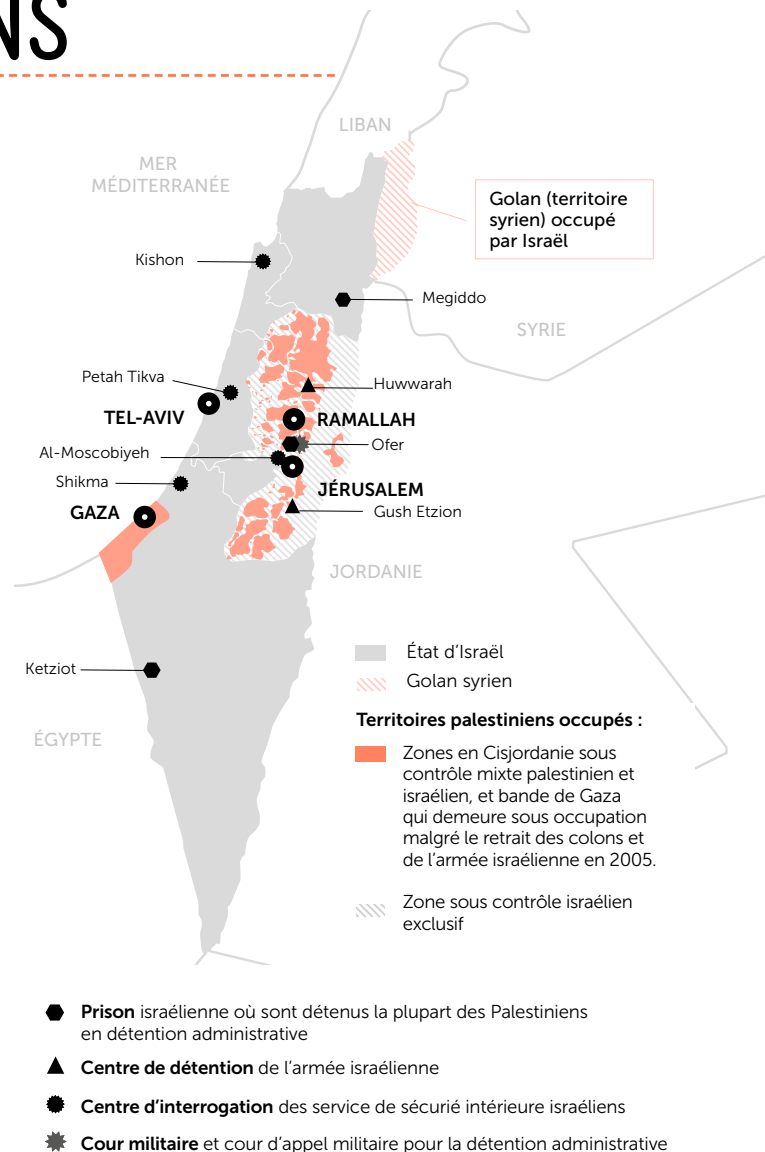 NS
LIBAN
MER
MÉDITERRANÉE
Golan (territoire
syrien) occupé
par Israël
Kishon
Megiddo
SYRIE
Petah Tikva
Huwwarah
TEL-AVIV
RAMALLAH
Al-Moscobiyeh
Ofer
Shikma
JÉRUSALEM
GAZA
Gush Etzion
JORDANIE
État d’Israël
Ketziot
Golan syrien
Territoires palestiniens occupés :
ÉGYPTE
Zones en Cisjordanie sous
contrôle mixte palestinien et
israélien, et bande de Gaza
qui demeure sous occupation
malgré le retrait des colons et
de l’armée israélienne en 2005.
Zone sous contrôle israélien
exclusif
Prison israélienne où sont détenus la plupart des Palestiniens
en détention administrative
Centre de détention de l’armée israélienne
Centre d’interrogation des service de sécurié intérieure israéliens
Cour militaire et cour d’appel militaire pour la détention administrative